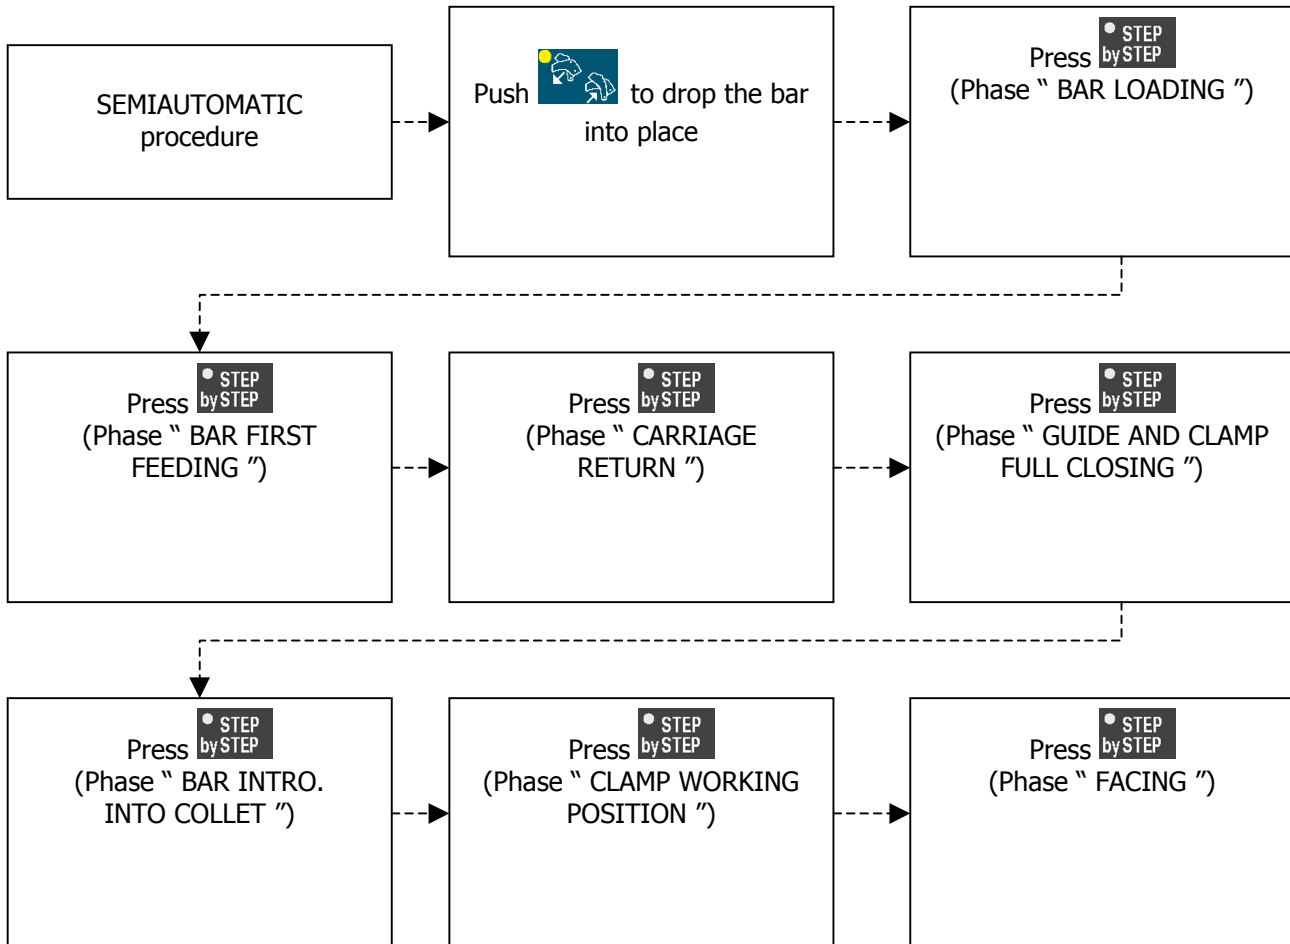 SEMIAUTOMATIC
procedure
Push to drop the bar
into place
Press STEP
by STEP
(Phase “ BAR LOADING ”)
Press STEP
by STEP
(Phase “ BAR FIRST
FEEDING ”)
Press STEP
by STEP
(Phase “ CARRIAGE
RETURN ”)
Press STEP
by STEP
(Phase “ GUIDE AND CLAMP
FULL CLOSING ”)
Press STEP
by STEP
(Phase “ BAR INTRO.
INTO COLLET ”)
Press STEP
by STEP
(Phase “ CLAMP WORKING
POSITION ”)
Press STEP
by STEP
(Phase “ FACING ”)